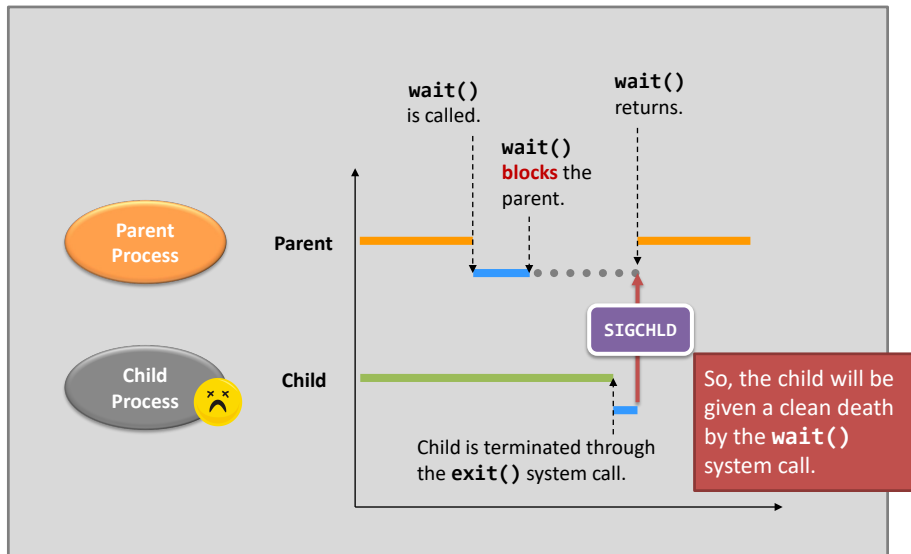 wait()
is called.
wait()
returns.
wait()
blocks the
parent.
Parent
Process
Parent
SIGCHLD
Child
Process
Child
So, the child will be
given a clean death
by the wait()
system call.
Child is terminated through
the exit() system call.